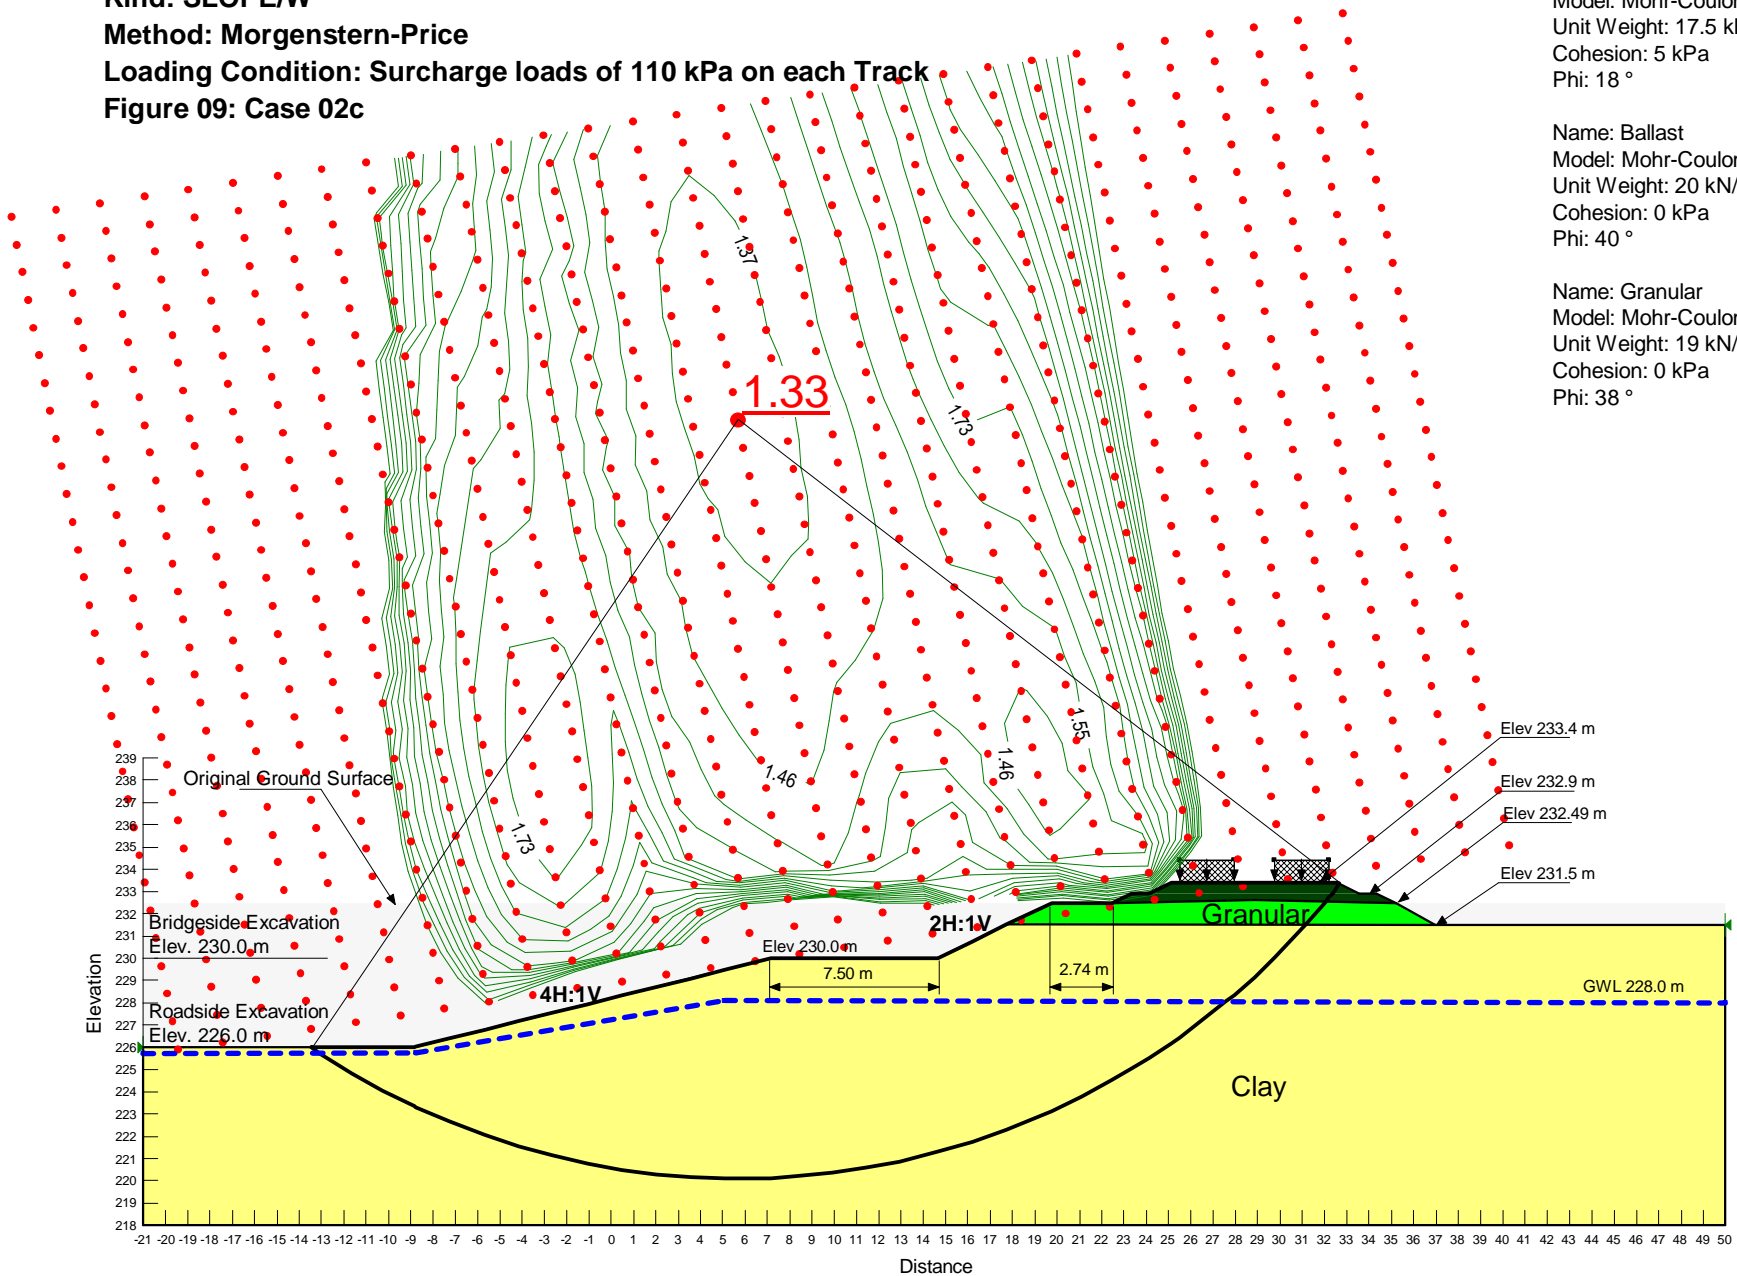 Kind: SLOPE/W
Method: Morgenstern-Price
Loading Condition: Surcharge loads of 110 kPa on each Track
Figure 09: Case 02c
Unit Weight: 17.5
Cohesion: 5 kPa
Phi: 18 °
Name: Ballast
Model:
Unit Weight: 20 kN/
Cohesion: 0 kPa
Phi: 40 °
Name: Granular
Model:
Unit Weight: 19 kN/
Cohesion: 0 kPa
Phi: 38 °
1.37
1.33
1.73
1.55
1.46
1.46
1.73
Elev 233.4 m
Elev 232.9 m
Elev 232.49 m
Elev 231.5 m
Original Ground Surface
Bridgeside Excavation
Elev. 230.0 m
Roadside Excavation
Elev. 226.0 m
2H:1V
Granular
Elev 230.0 m
7.50 m
2.74 m
4H:1V
GWL 228.0 m
Clay
Elevation
239
238
237
236
235
234
233
232
231
230
229
228
227
226
225
224
223
222
221
220
219
218
-21 -20 -19 -18 -17 -16 -15 -14 -13 -12 -11 -10 -9 -8 -7 -6 -5 -4 -3 -2 -1 0 1 2 3 4 5 6 7 8 9 10 11 12 13 14 15 16 17 18 19 20 21 22 23 24 25 26 27 28 29 30 31 32 33 34 35 36 37 38 39 40 41 42 43 44 45 46 47 48 49 50
Distance